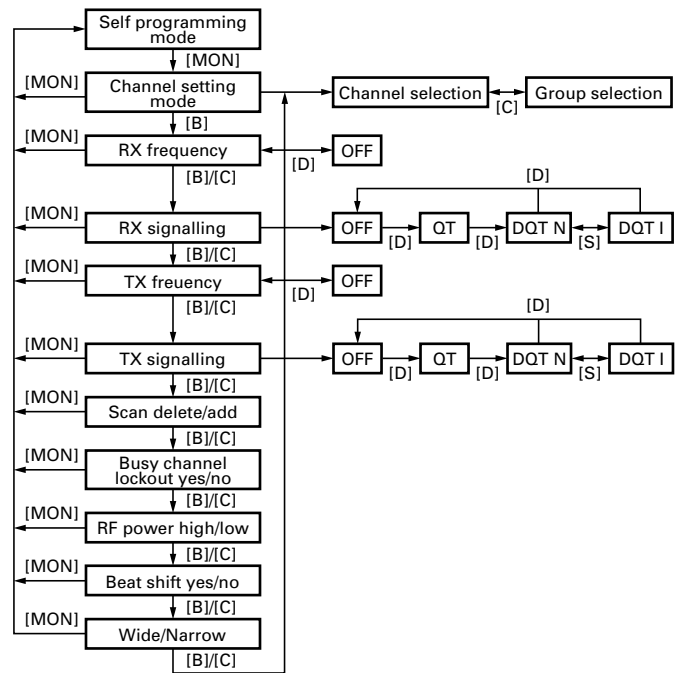 Self programming
mode
[MON]
[MON]
Channel setting
mode
Channel selection
[C]
Group selection
[B]
[MON]
RX frequency
[D]
OFF
[B]/[C]
[D]
[MON]
RX signalling
OFF
[D]
QT
[D]
DQT N
[S]
DQT I
[B]/[C]
[MON]
TX freuency
[D]
OFF
[B]/[C]
[D]
[MON]
TX signalling
OFF
[D]
QT
[D]
DQT N
[S]
DQT I
[B]/[C]
[MON]
Scan delete/add
[B]/[C]
[MON]
Busy channel
lockout yes/no
[B]/[C]
[MON]
RF power high/low
[B]/[C]
[MON]
Beat shift yes/no
[B]/[C]
[MON]
Wide/Narrow
[B]/[C]